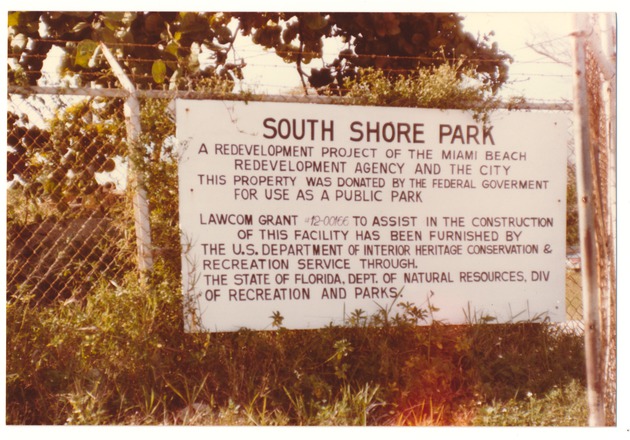 SOUTH SHORE PARK
A REDEVELOPMENT PROJECT OF THE MIAMI BEACH
REDEVELOPMENT AGENCY AND THE CITY
THIS PROPERTY WAS DONATED BY THE FEDERAL GOVERMENT
FOR USE AS A PUBLIC PARK
LAWCOM GRANT #12-00166 TO ASSIST IN THE CONSTRUCTION
OF THIS FACILITY HAS BEEN FURNISHED BY
THE U.S. DEPARTMENT OF INTERIOR HERITAGE CONSERVATION &
RECREATION SERVICE THROUGH.
THE STATE OF FLORIDA, DEPT. OF NATURAL RESOURCES, DIV
OF RECREATION AND PARKS.